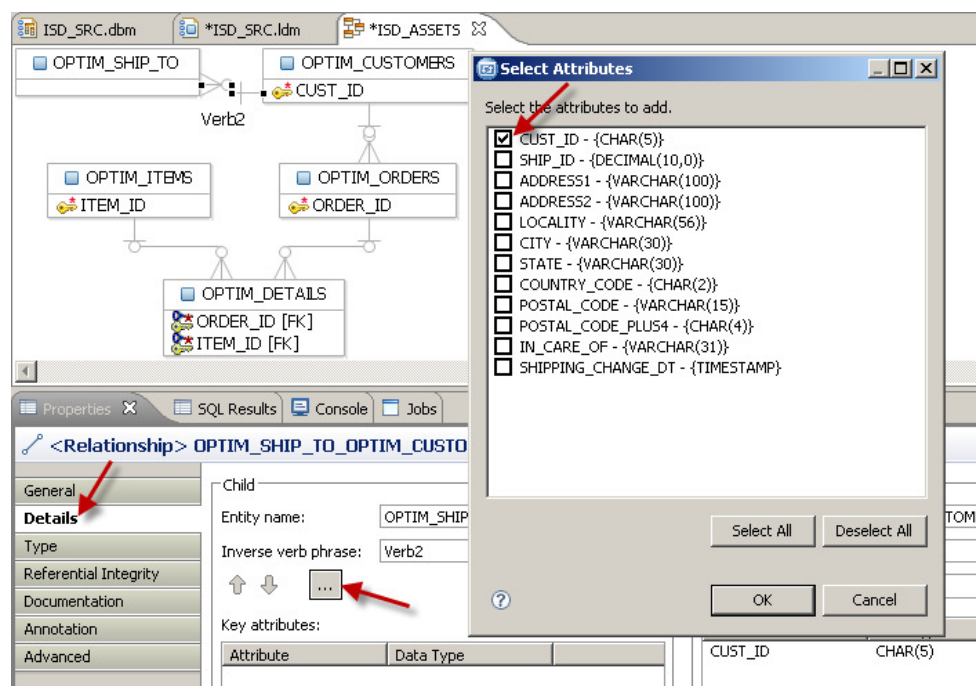 ISD_SRC.dbm
*ISD_SRC.ldm
*ISD_ASSETS
OPTIM_SHIP_TO
OPTIM_CUSTOMERS
CUST_ID
Verb2
OPTIM_ITEMS
ITEM_ID
OPTIM_ORDERS
ORDER_ID
OPTIM_DETAILS
ORDER_ID [FK]
ITEM_ID [FK]
Select Attributes
Select the attributes to add.
CUST_ID - {CHAR(5)}
SHIP_ID - {DECIMAL(10,0)}
ADDRESS1 - {VARCHAR(100)}
ADDRESS2 - {VARCHAR(100)}
LOCALITY - {VARCHAR(56)}
CITY - {VARCHAR(30)}
STATE - {VARCHAR(30)}
COUNTRY_CODE - {CHAR(2)}
POSTAL_CODE - {VARCHAR(15)}
POSTAL_CODE_PLUS4 - {CHAR(4)}
IN_CARE_OF - {VARCHAR(31)}
SHIPPING_CHANGE_DT - {TIMESTAMP}
Select All
Deselect All
OK
Cancel
Properties
SQL Results
Console
Jobs
<Relationship> OPTIM_SHIP_TO_OPTIM_CUSTO
General
Details
Type
Referential Integrity
Documentation
Annotation
Advanced
Child
Entity name:
OPTIM_SHIP
TOM
Inverse verb phrase:
Verb2
...
Key attributes:
Attribute
Data Type
CUST_ID
CHAR(5)